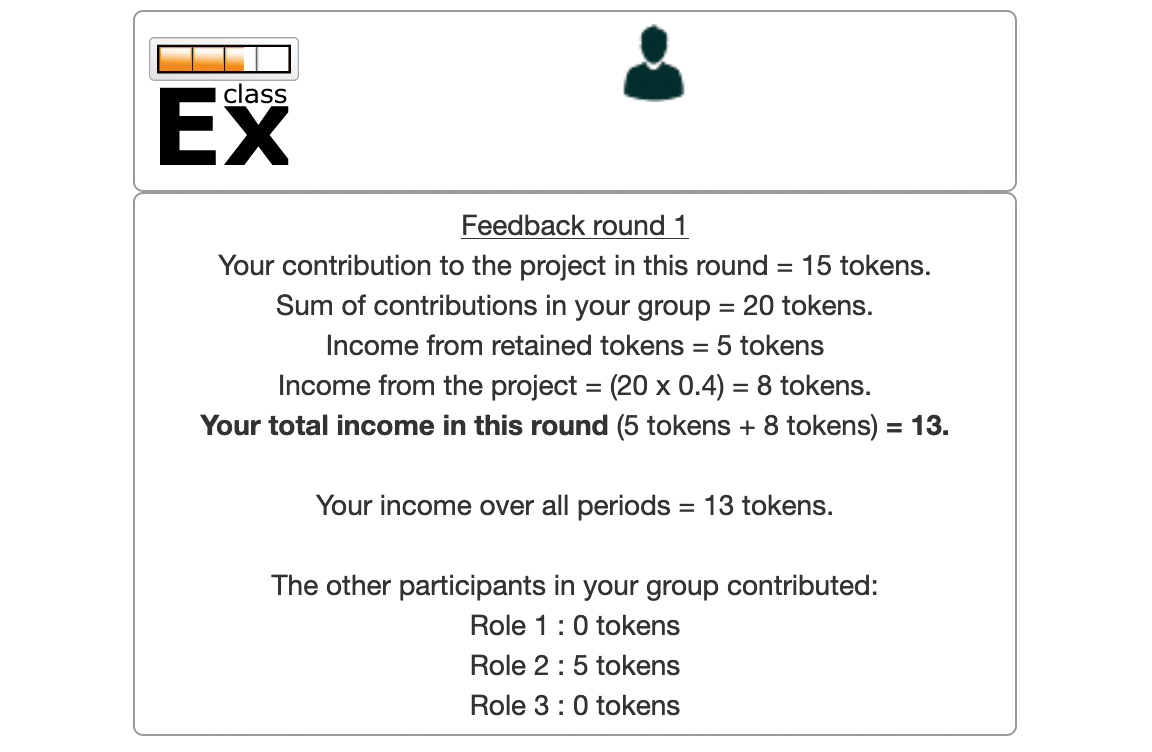 class
Ex
Feedback round 1
Your contribution to the project in this round = 15 tokens.
Sum of contributions in your group = 20 tokens.
Income from retained tokens = 5 tokens
Income from the project = (20 x 0.4) = 8 tokens.
Your total income in this round (5 tokens + 8 tokens) = 13.
Your income over all periods = 13 tokens.
The other participants in your group contributed:
Role 1 : 0 tokens
Role 2 : 5 tokens
Role 3 : 0 tokens